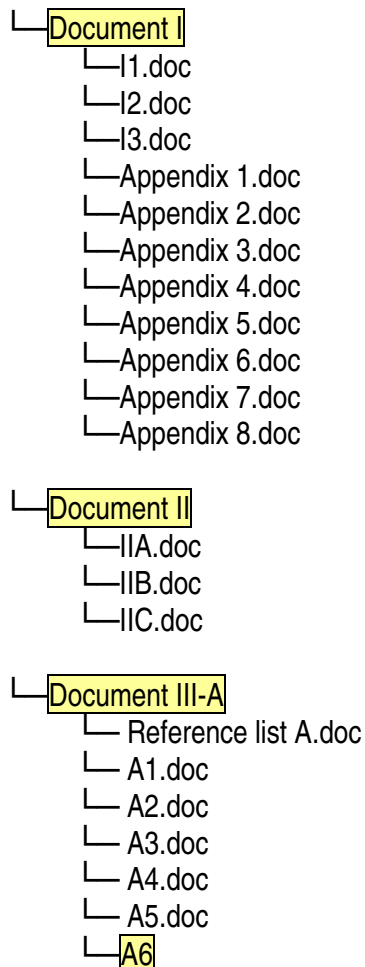 Document I
I1.doc
I2.doc
I3.doc
Appendix 1.doc
Appendix 2.doc
Appendix 3.doc
Appendix 4.doc
Appendix 5.doc
Appendix 6.doc
Appendix 7.doc
Appendix 8.doc
Document II
IIA.doc
IIB.doc
IIC.doc
Document III-A
Reference list A.doc
A1.doc
A2.doc
A3.doc
A4.doc
A5.doc
A6